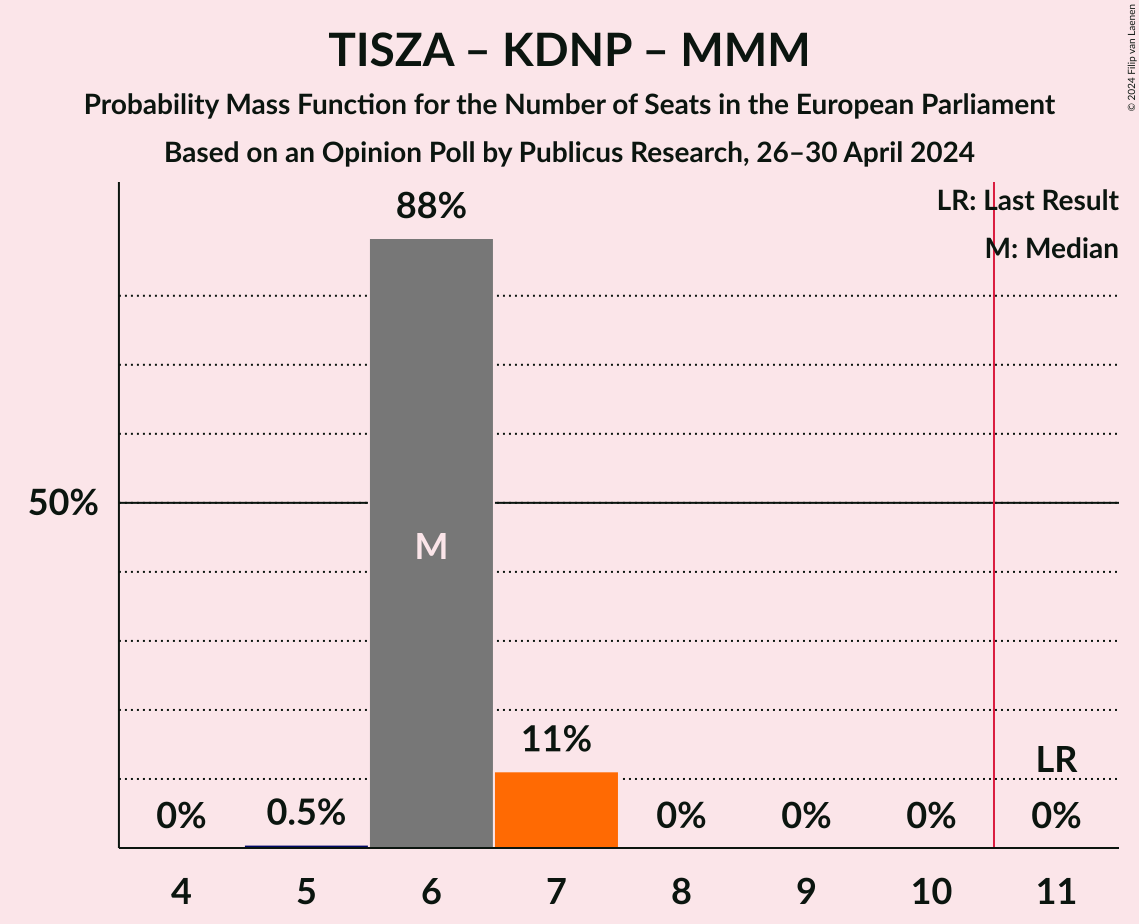 TISZA – KDNP – MMM
Probability Mass Function for the Number of Seats in the European Parliament
Based on an Opinion Poll by Publicus Research, 26–30 April 2024
© 2024 Filip van Laenen
LR: Last Result
M: Median
88%
50%
M
11%
LR
0%
0.5%
0%
0%
0%
0%
4
5
6
7
8
9
10
11